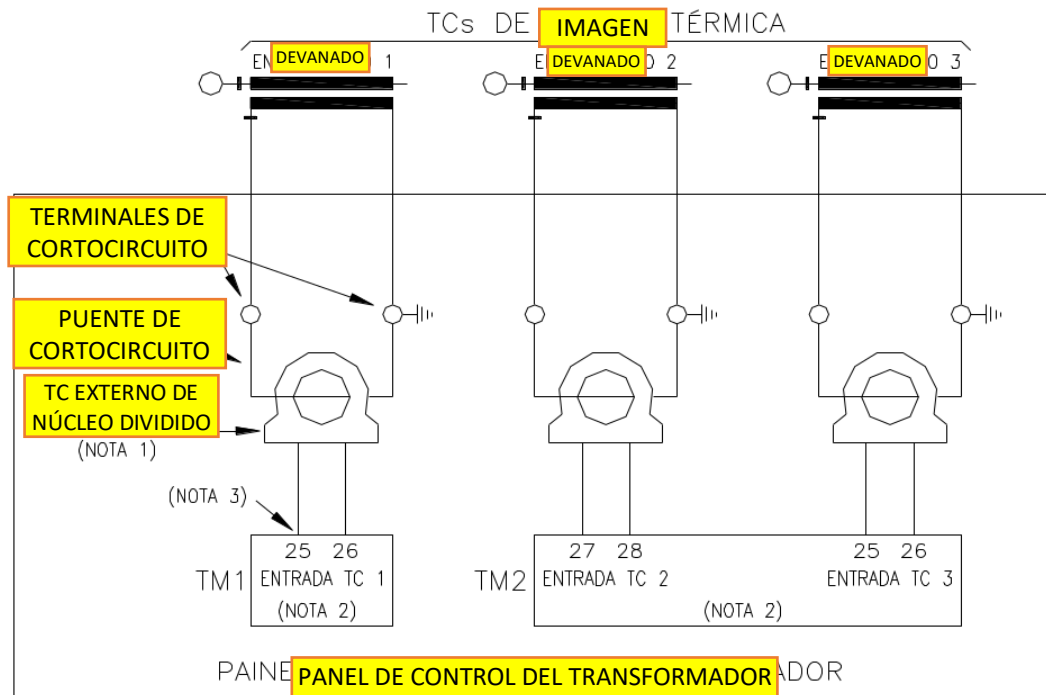 TCs DE IMAGEN TÉRMICA
DEVANADO 1
DEVANADO 2
DEVANADO 3
TERMINALES DE
CORTOCIRCUITO
PUENTE DE
CORTOCIRCUITO
TC EXTERNO DE
NÚCLEO DIVIDIDO
(NOTA 1)
(NOTA 3)
25 26
27 28
25 26
TM1
ENTRADA TC 1
(NOTA 2)
TM2
ENTRADA TC 2
ENTRADA TC 3
(NOTA 2)
PANEL DE CONTROL DEL TRANSFORMADOR